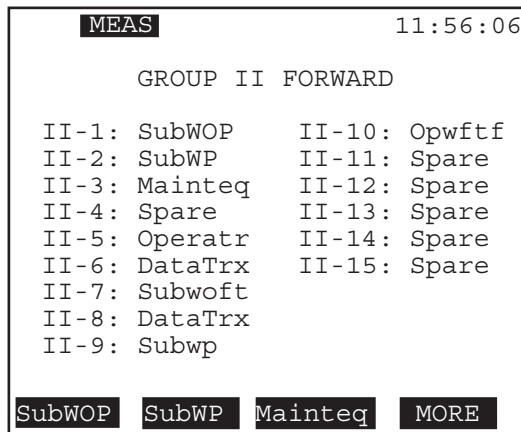 MEAS 11:56:06
GROUP II FORWARD
II-1: SubWOP II-10: Opwftf
II-2: SubWP II-11: Spare
II-3: Mainteq II-12: Spare
II-4: Spare II-13: Spare
II-5: Operatr II-14: Spare
II-6: DataTrx II-15: Spare
II-7: Subwoft
II-8: DataTrx
II-9: Subwp
SubWOP SubWP Mainteq MORE